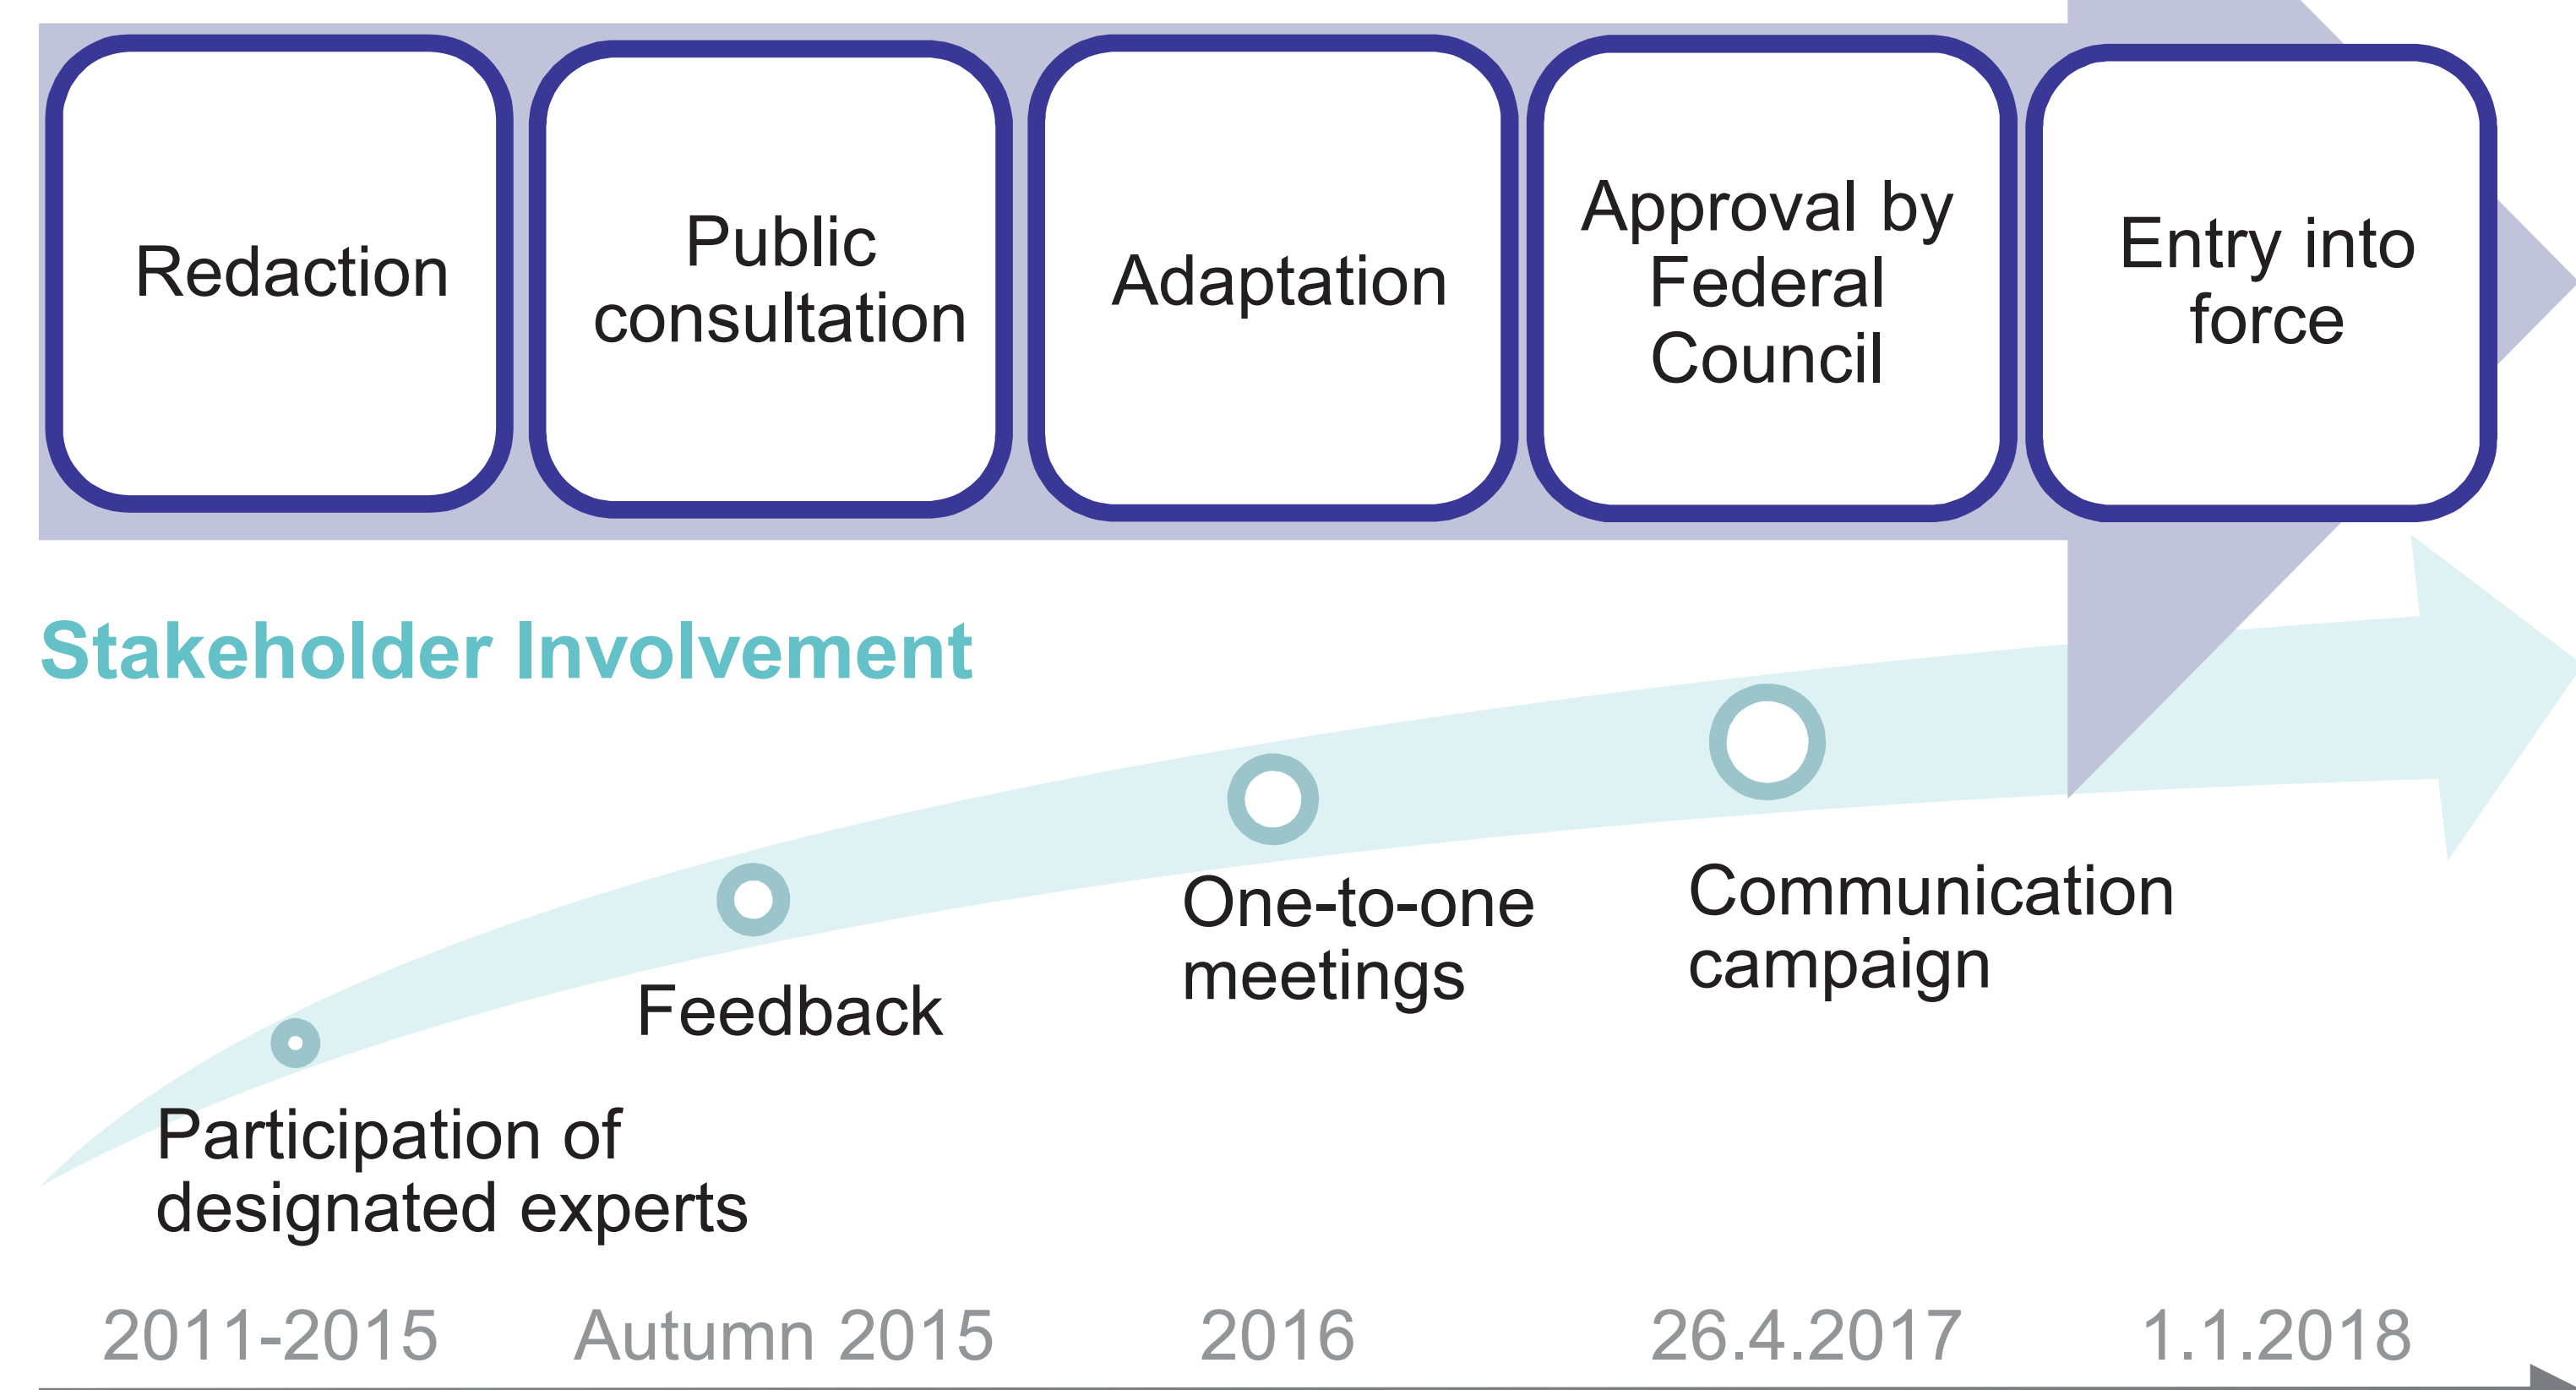 Redaction
Public
consultation
Adaptation
Approval by
Federal
Council
Entry into
force
Stakeholder Involvement
Participation of
designated experts
Feedback
One-to-one
meetings
Communication
campaign
2011-2015
Autumn 2015
2016
26.4.2017
1.1.2018